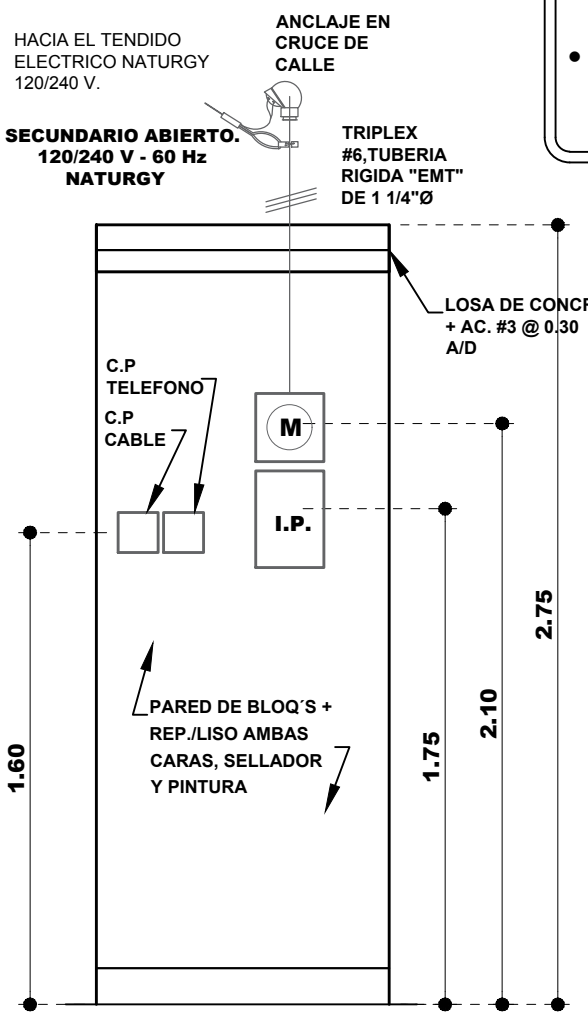 HACIA EL TENDIDO
ELECTRICO NATURGY
120/240 V.
ANCLAJE EN
CRUCE DE
CALLE
SECUNDARIO ABIERTO.
120/240 V - 60 Hz
NATURGY
TRIPLEX
#6,TUBERIA
RIGIDA "EMT"
DE 1 1/4"Ø
LOSA DE
+ AC. #3 @ 0.30
A/D
C.P
TELEFONO
C.P
CABLE
M
I.P.
PARED DE BLOQ´S +
REP./LISO AMBAS
CARAS, SELLADOR
Y PINTURA
1.60
1.75
2.10
2.75